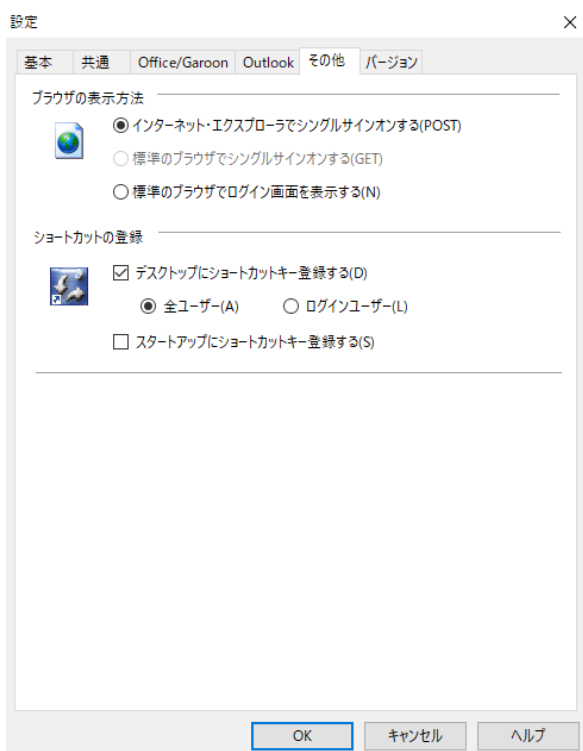 設定
基本 共通 Office/Garoon Outlook その他 バージョン
ブラウザの表示方法
インターネット・エクスプローラでシングルサインオンする(POST)
標準のブラウザでシングルサインオンする(GET)
標準のブラウザでログイン画面を表示する(N)
ショートカットの登録
デスクトップにショートカットキー登録する(D)
全ユーザー(A) ログインユーザー(L)
スタートアップにショートカットキー登録する(S)
OK キャンセル ヘルプ